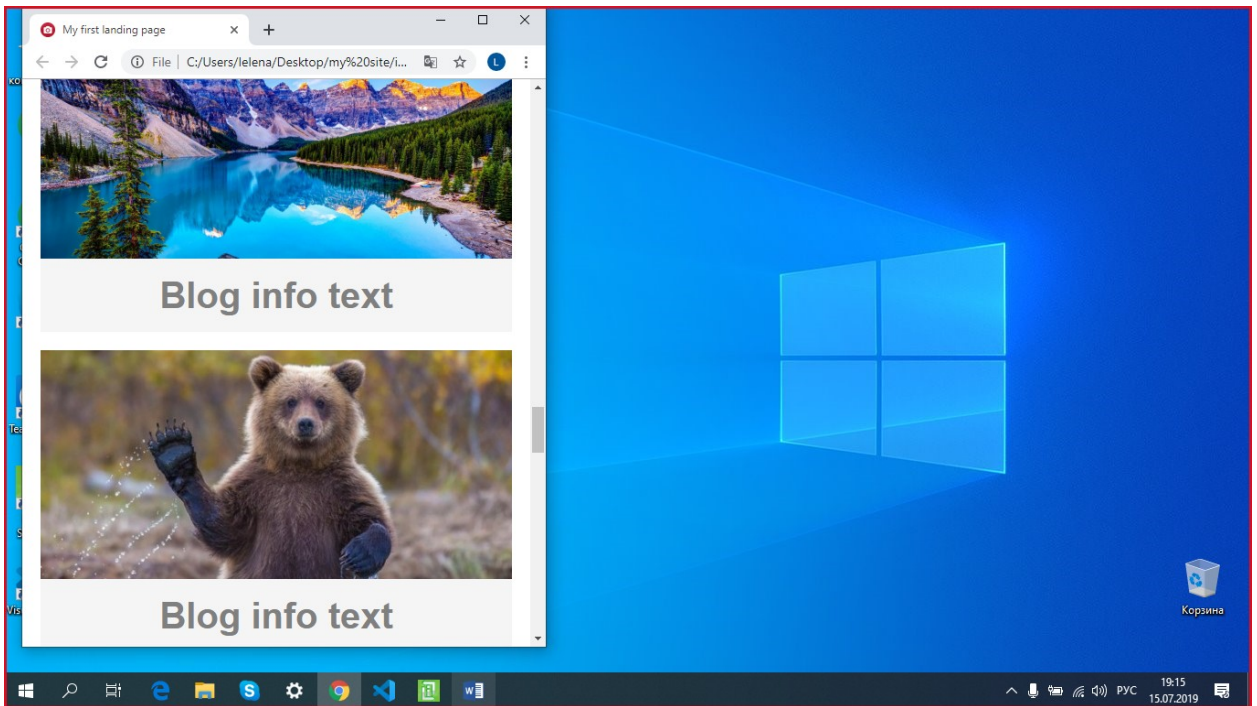 My first landing page
File C:/Users/lelena/Desktop/my%20site/i...
L
Blog info text
Blog info text
Корзина
РУС
19:15
15.07.2019